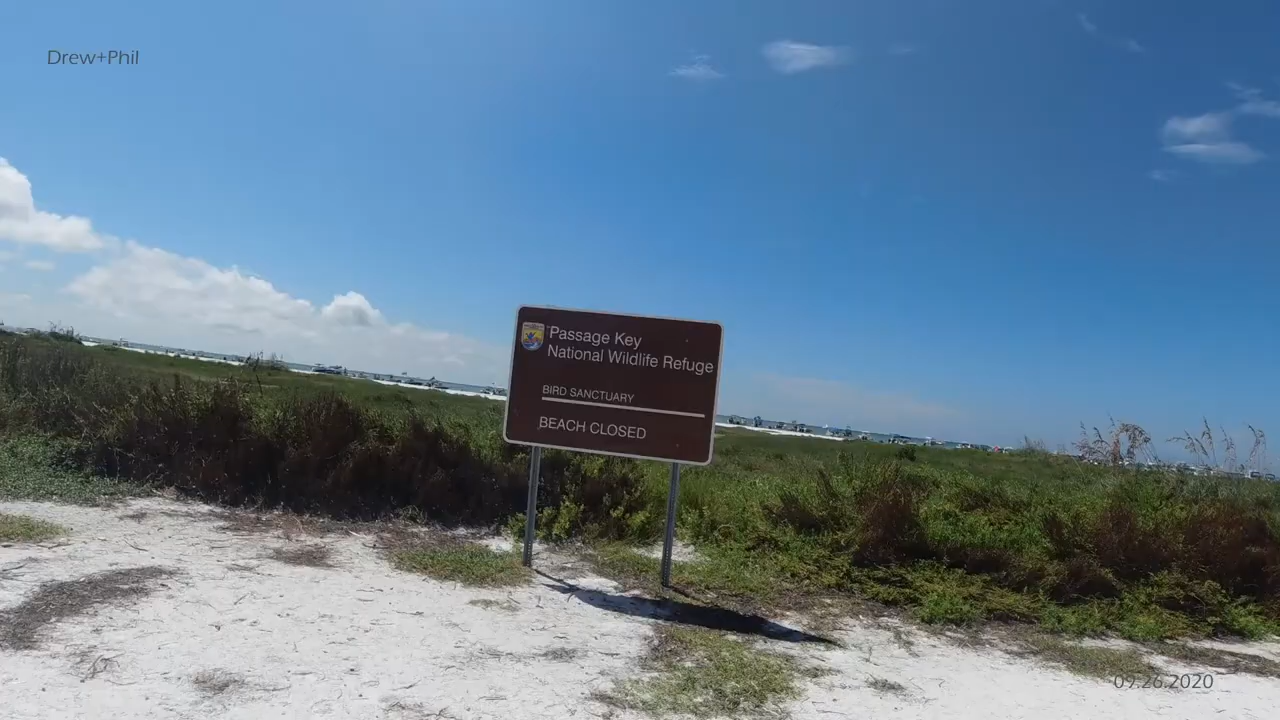 Drew+Phil
Passage Key
National Wildlife Refuge
BIRD SANCTUARY
BEACH CLOSED
09.26.2020